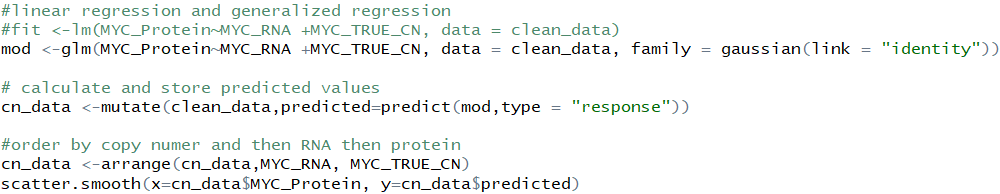 #linear regression and generalized regression
#fit <-lm(MYC_Protein~MYC_RNA +MYC_TRUE_CN, data = clean_data)
mod <-glm(MYC_Protein~MYC_RNA +MYC_TRUE_CN, data = clean_data, family = gaussian(link = "identity"))
# calculate and store predicted values
cn_data <-mutate(clean_data,predicted=predict(mod,type = "response"))
#order by copy numer and then RNA then protein
cn_data <-arrange(cn_data,MYC_RNA, MYC_TRUE_CN)
scatter.smooth(x=cn_data$MYC_Protein, y=cn_data$predicted)